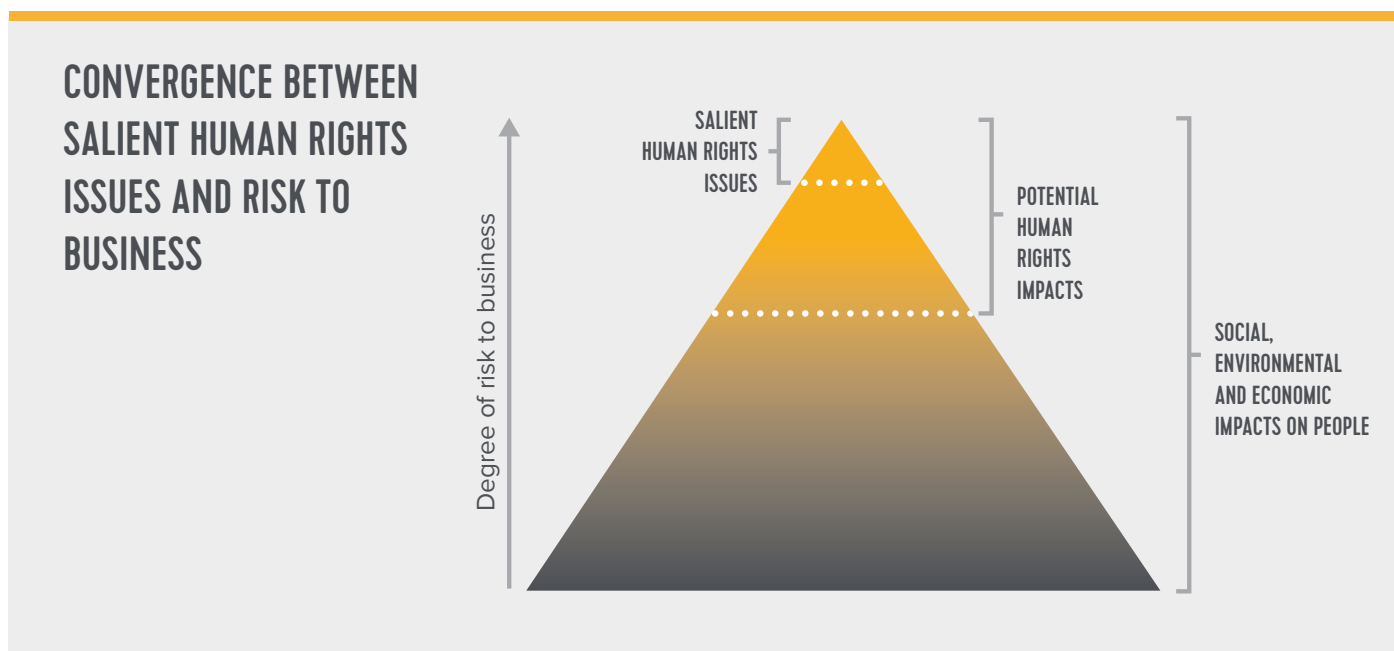 CONVERGENCE BETWEEN
SALIENT HUMAN RIGHTS
ISSUES AND RISK TO
BUSINESS
Degree of risk to business
SALIENT
HUMAN RIGHTS
ISSUES
POTENTIAL
HUMAN
RIGHTS
IMPACTS
SOCIAL,
ENVIRONMENTAL
AND ECONOMIC
IMPACTS ON PEOPLE